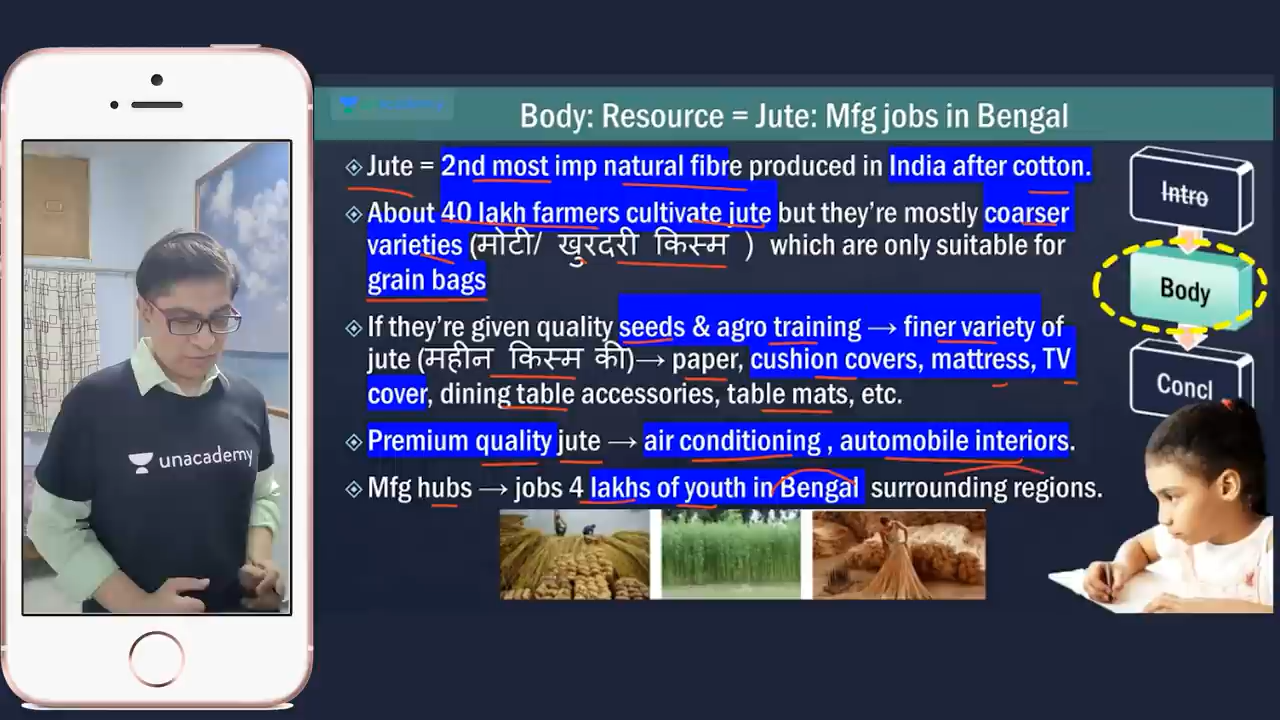 Body: Resource = Jute: Mfg jobs in Bengal
Jute = 2nd most imp natural fibre produced in India after cotton.
About 40 lakh farmers cultivate jute but they're mostly coarser
varieties (मोटी/ खुरदरी किस्म ) which are only suitable for
grain bags
If they're given quality seeds & agro training → finer variety of
jute (महीन किस्म की)→ paper, cushion covers, mattress, TV
cover, dining table accessories, table mats, etc.
Premium quality jute → air conditioning , automobile interiors.
Mfg hubs → jobs 4 lakhs of youth in Bengal surrounding regions.
Intro
Body
Concl
unacademy